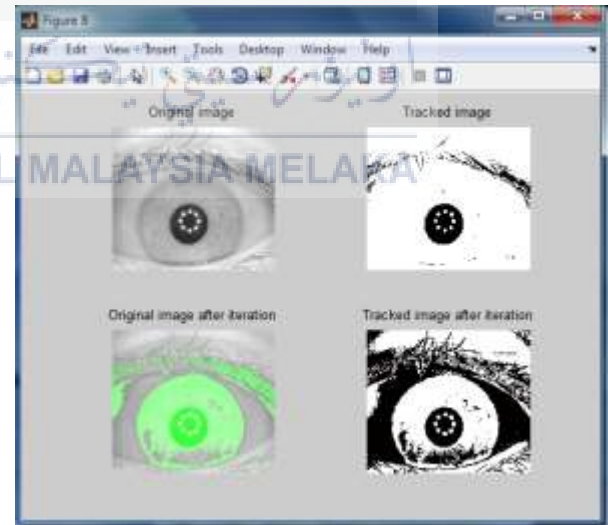 Figure 8
Edit View Insert Tools Desktop Window Help
Original image
Tracked image
L MALAYSIA MELAKA
Original image after iteration
Tracked image after iteration